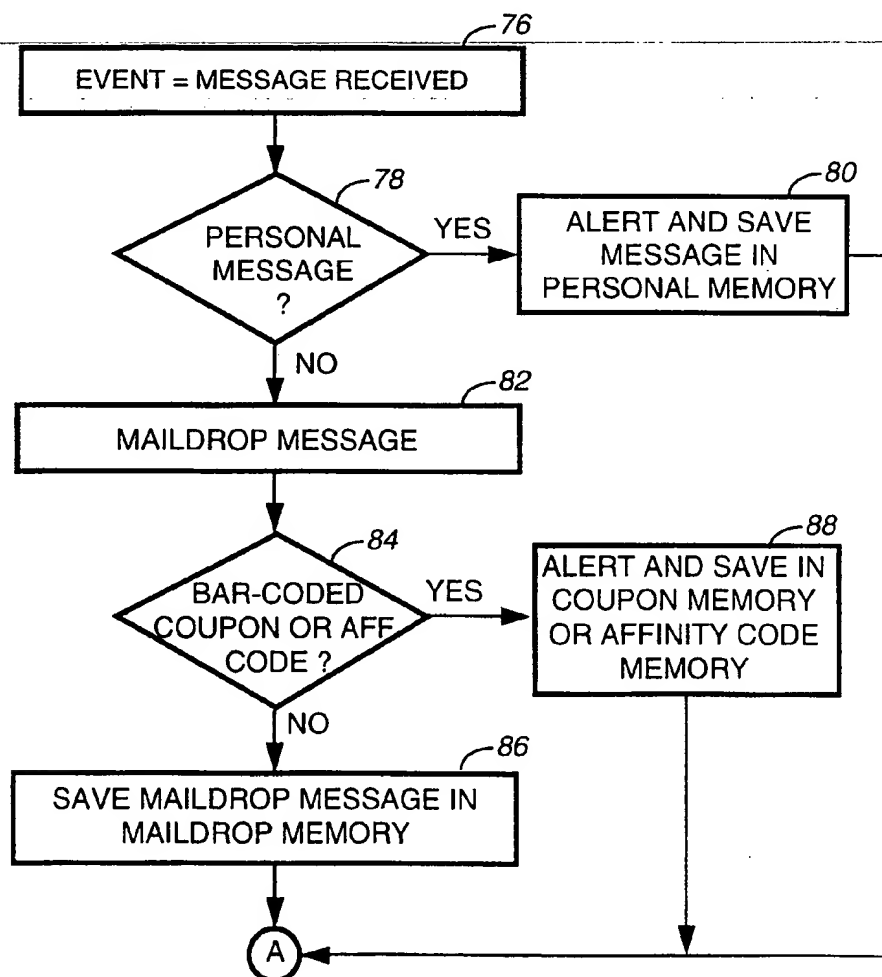 76
EVENT = MESSAGE RECEIVED
78
PERSONAL
MESSAGE
?
YES
80
ALERT AND SAVE
MESSAGE IN
PERSONAL MEMORY
NO
82
MAILDROP MESSAGE
84
BAR-CODED
COUPON OR AFF
CODE ?
YES
88
ALERT AND SAVE IN
COUPON MEMORY
OR AFFINITY CODE
MEMORY
NO
86
SAVE MAILDROP MESSAGE IN
MAILDROP MEMORY
A